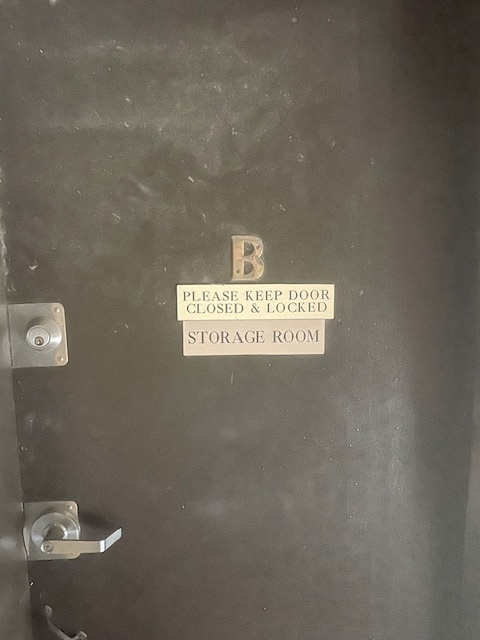 B
PLEASE KEEP DOOR
CLOSED & LOCKED
STORAGE ROOM